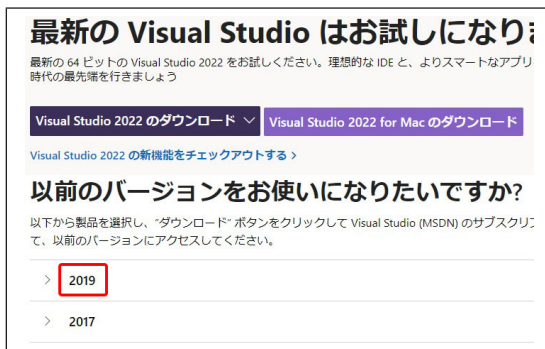 最新の Visual Studio はお試しになりま
最新の 64 ビットの Visual Studio 2022 をお試しください。理想的な IDE と、よりスマートなアプリ
時代の最先端を行きましょう
Visual Studio 2022 のダウンロード
Visual Studio 2022 for Mac のダウンロード
Visual Studio 2022 の新機能をチェックアウトする >
以前のバージョンをお使いになりたいですか?
以下から製品を選択し、"ダウンロード" ボタンをクリックして Visual Studio (MSDN) のサブスクリプ
て、以前のバージョンにアクセスしてください。
2019
2017